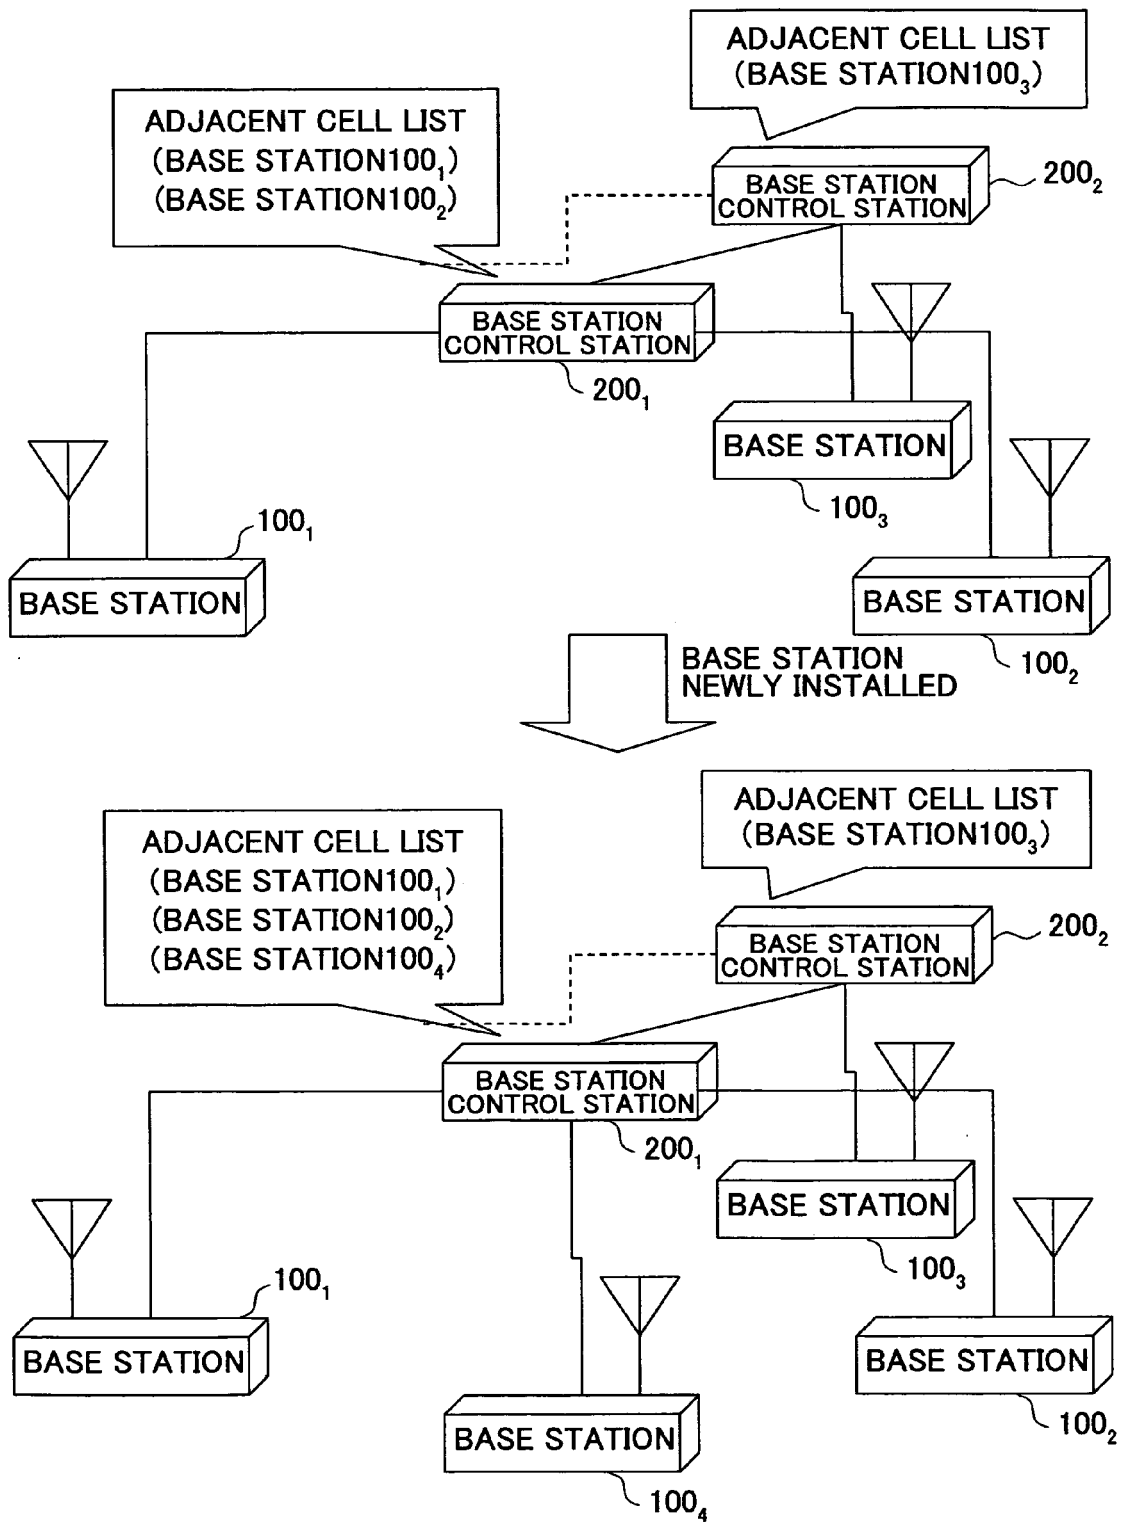 ADJACENT CELL LIST
(BASE STATION100₃)
ADJACENT CELL LIST
(BASE STATION100₁)
(BASE STATION100₂)
BASE STATION
CONTROL STATION
200₂
BASE STATION
CONTROL STATION
200₁
BASE STATION
100₃
100₁
BASE STATION
BASE STATION
100₂
BASE STATION
NEWLY INSTALLED
ADJACENT CELL LIST
(BASE STATION100₃)
ADJACENT CELL LIST
(BASE STATION100₁)
(BASE STATION100₂)
(BASE STATION100₄)
BASE STATION
CONTROL STATION
200₂
BASE STATION
CONTROL STATION
200₁
BASE STATION
100₃
100₁
BASE STATION
BASE STATION
100₂
BASE STATION
100₄